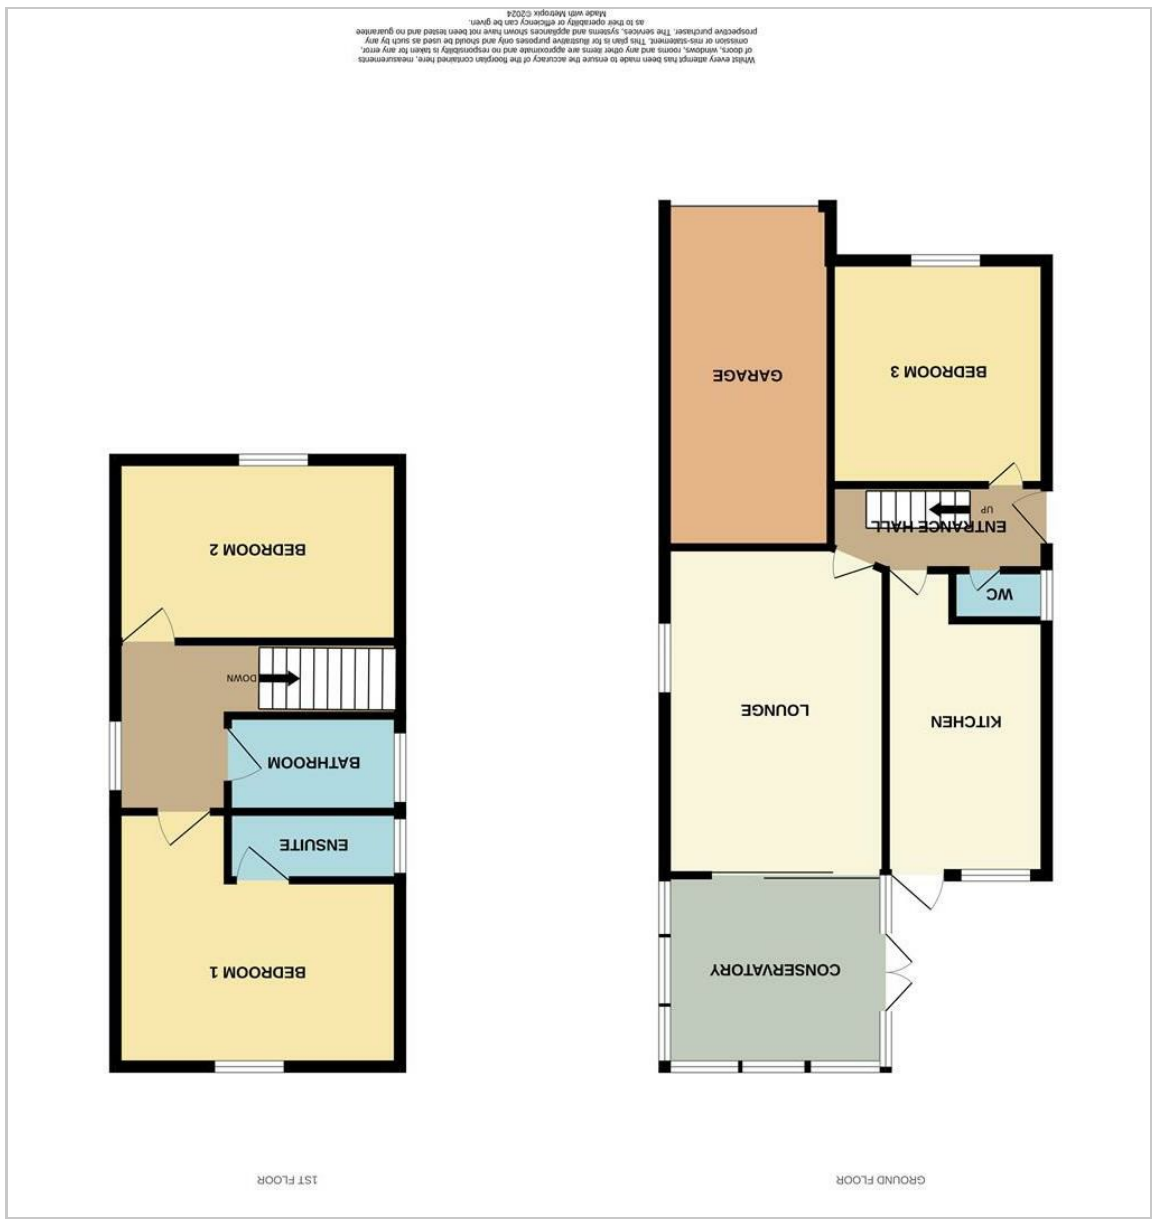 GROUND FLOOR
1ST FLOOR
CONSERVATORY
BEDROOM 1
ENSUITE
KITCHEN
LOUNGE
BATHROOM
DOWN
WC
ENTRANCE HALL
UP
BEDROOM 2
BEDROOM 3
GARAGE
Whilst every attempt has been made to ensure the accuracy of the floorplan contained here, measurements
of doors, windows, rooms and any other items are approximate and no responsibility is taken for any error,
omission or mis-statement. This plan is for illustrative purposes only and should be used as such by any
prospective purchaser. The services, systems and appliances shown have not been tested and no guarantee
as to their operability or efficiency can be given.
Made with Metropix ©2024